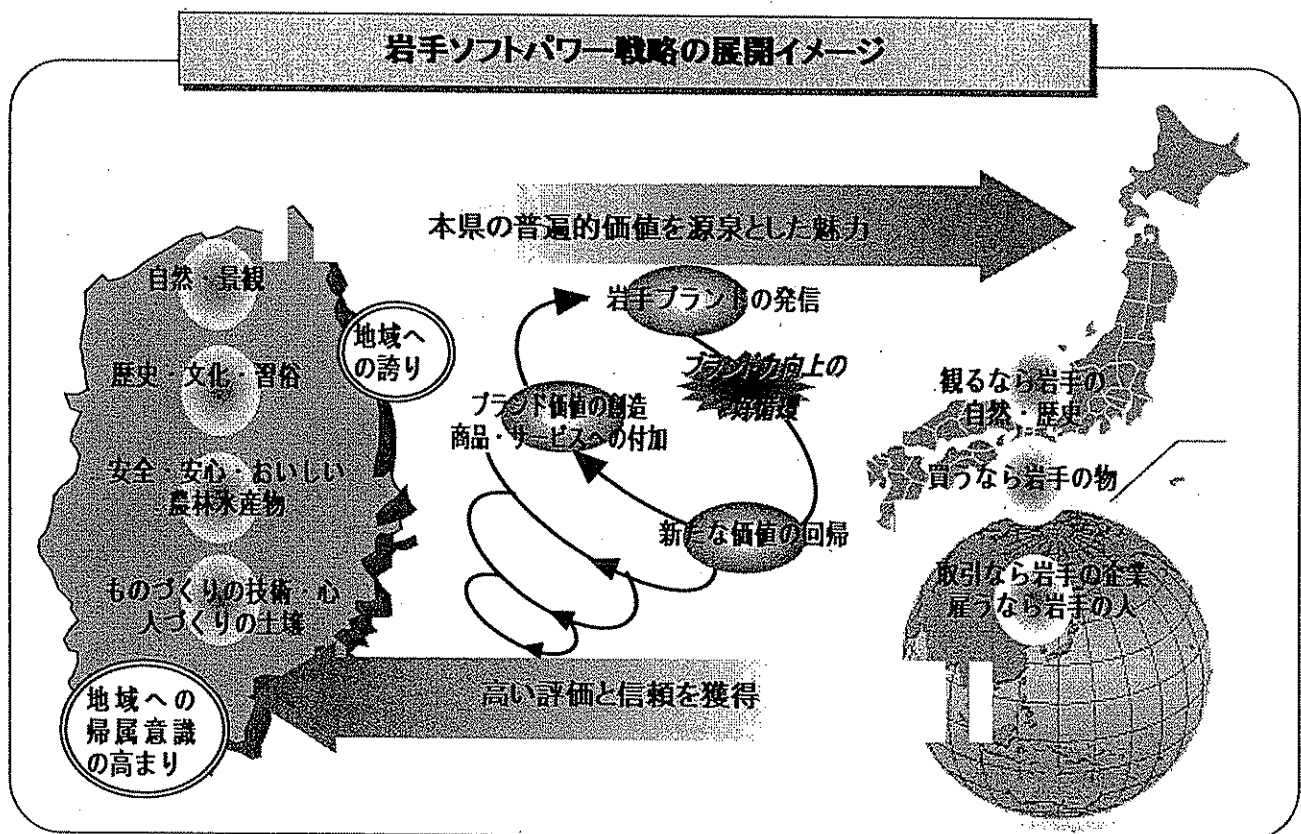 岩手ソフトパワー戦略の展開イメージ
本県の普遍的価値を源泉とした魅力
自然・景観
歴史・文化・習俗
安全・安心・おいしい
農林水産物
ものづくりの技術・心
人づくりの土壌
地域へ
の誇り
地域への
帰属意識
の高まり
岩手ブランドの発信
ブランド力向上の
好循環
ブランド価値の創造
商品・サービスへの付加
新たな価値の回帰
高い評価と信頼を獲得
観るなら岩手の
自然・歴史
買うなら岩手の物
取引なら岩手の企業
雇うなら岩手の人